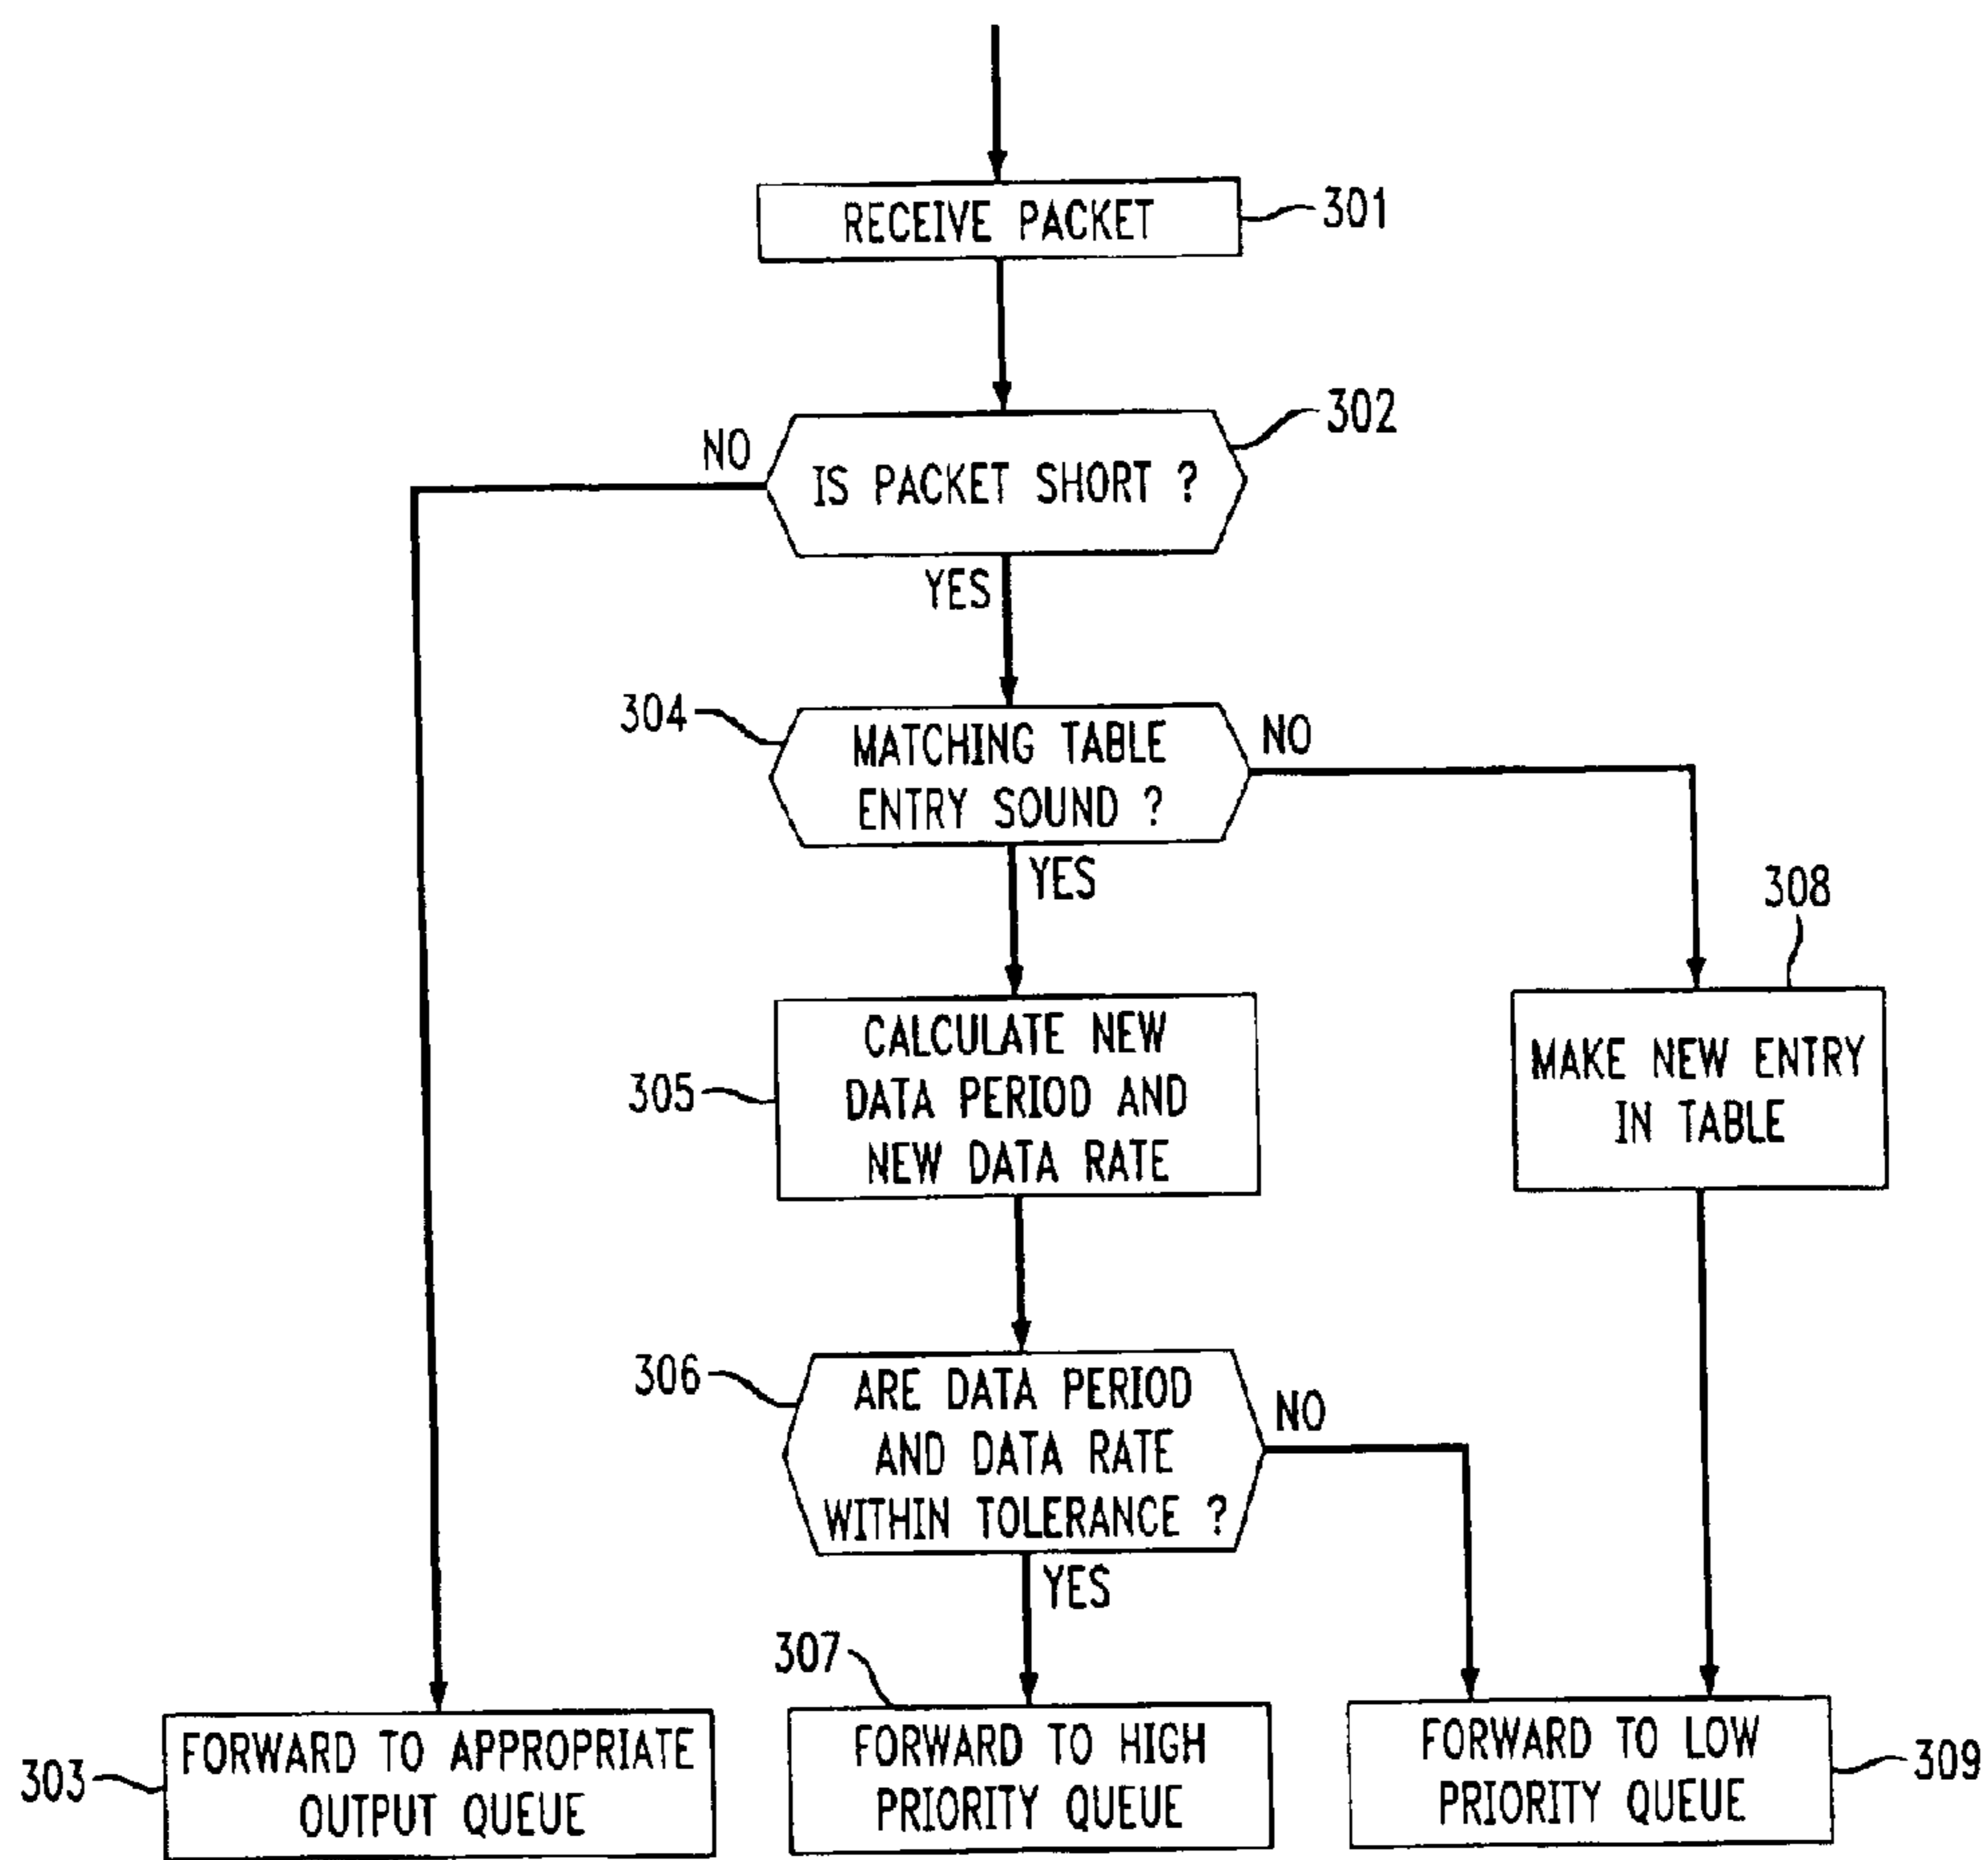 RECEIVE PACKET
301
302
NO
IS PACKET SHORT ?
YES
304
MATCHING TABLE
ENTRY SOUND ?
NO
YES
308
305
CALCULATE NEW
DATA PERIOD AND
NEW DATA RATE
MAKE NEW ENTRY
IN TABLE
306
ARE DATA PERIOD
AND DATA RATE
WITHIN TOLERANCE ?
NO
YES
307
303
FORWARD TO APPROPRIATE
OUTPUT QUEUE
FORWARD TO HIGH
PRIORITY QUEUE
FORWARD TO LOW
PRIORITY QUEUE
309